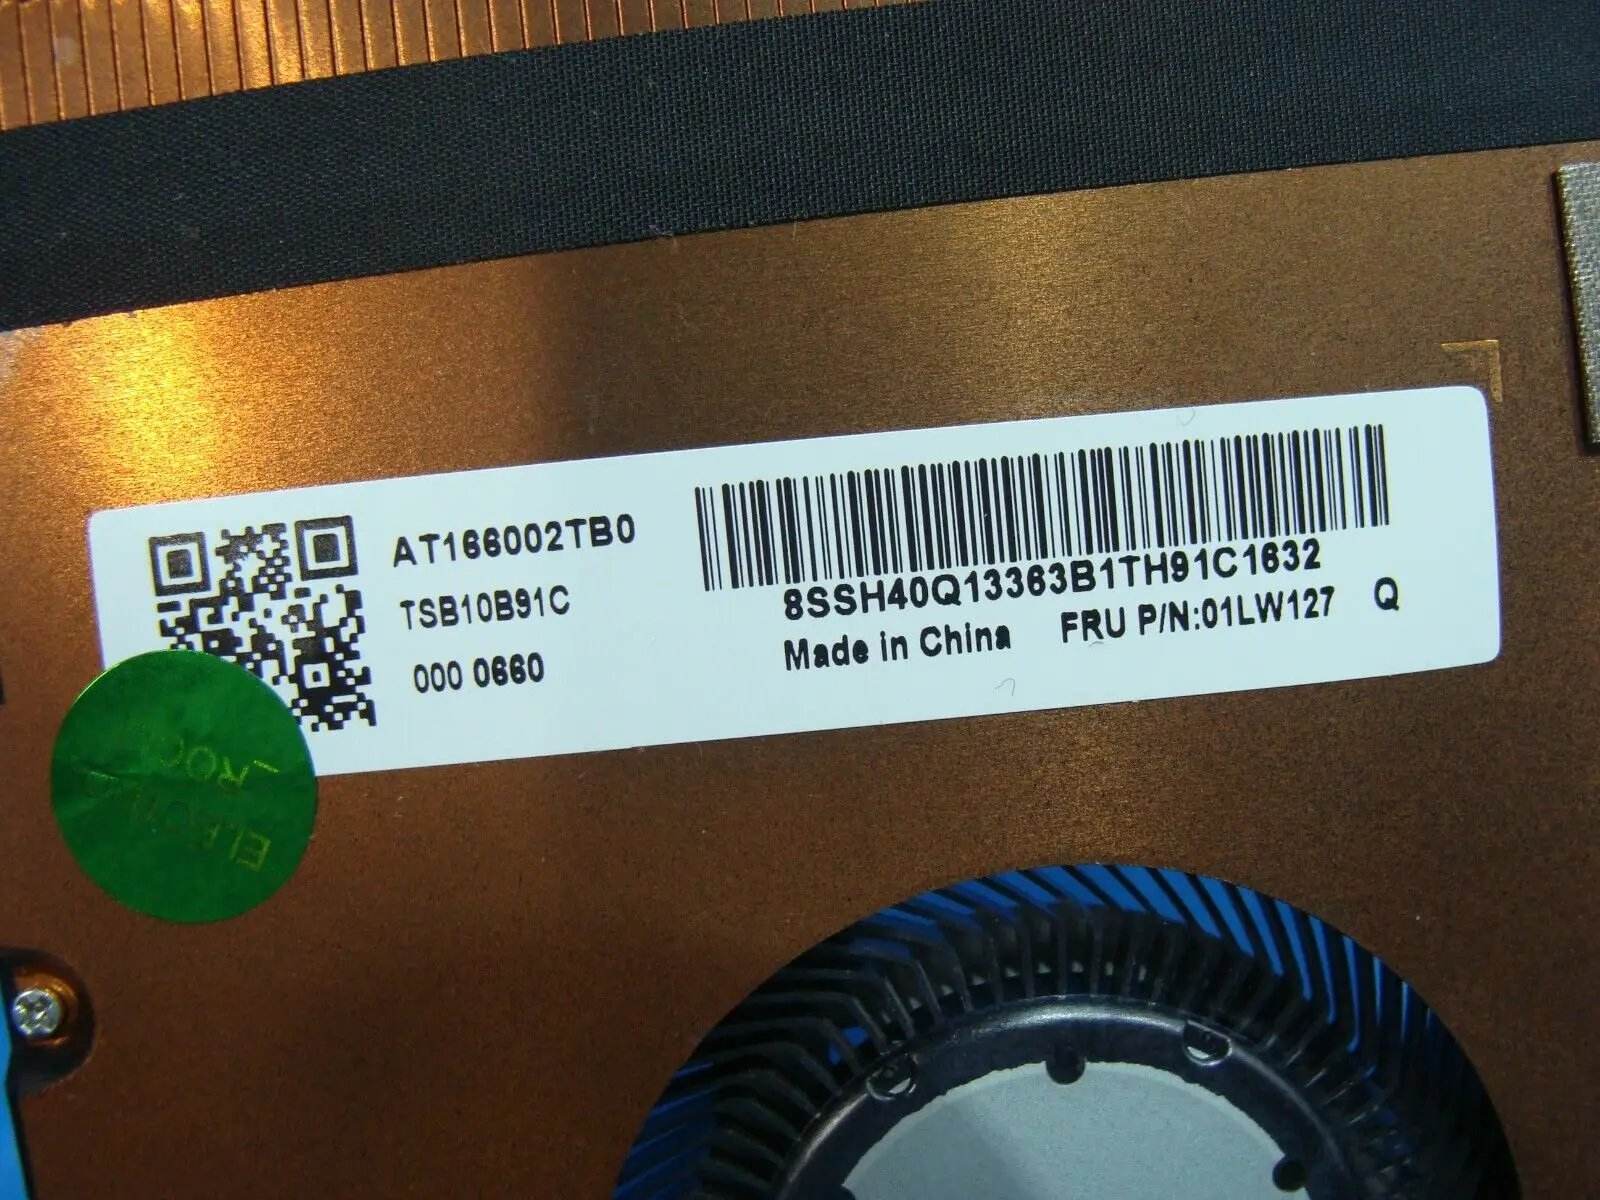 AT166002TB0
TSB10B91C
000 0660
8SSH40Q13363B1TH91C1632
Made in China FRU P/N:01LW127 Q